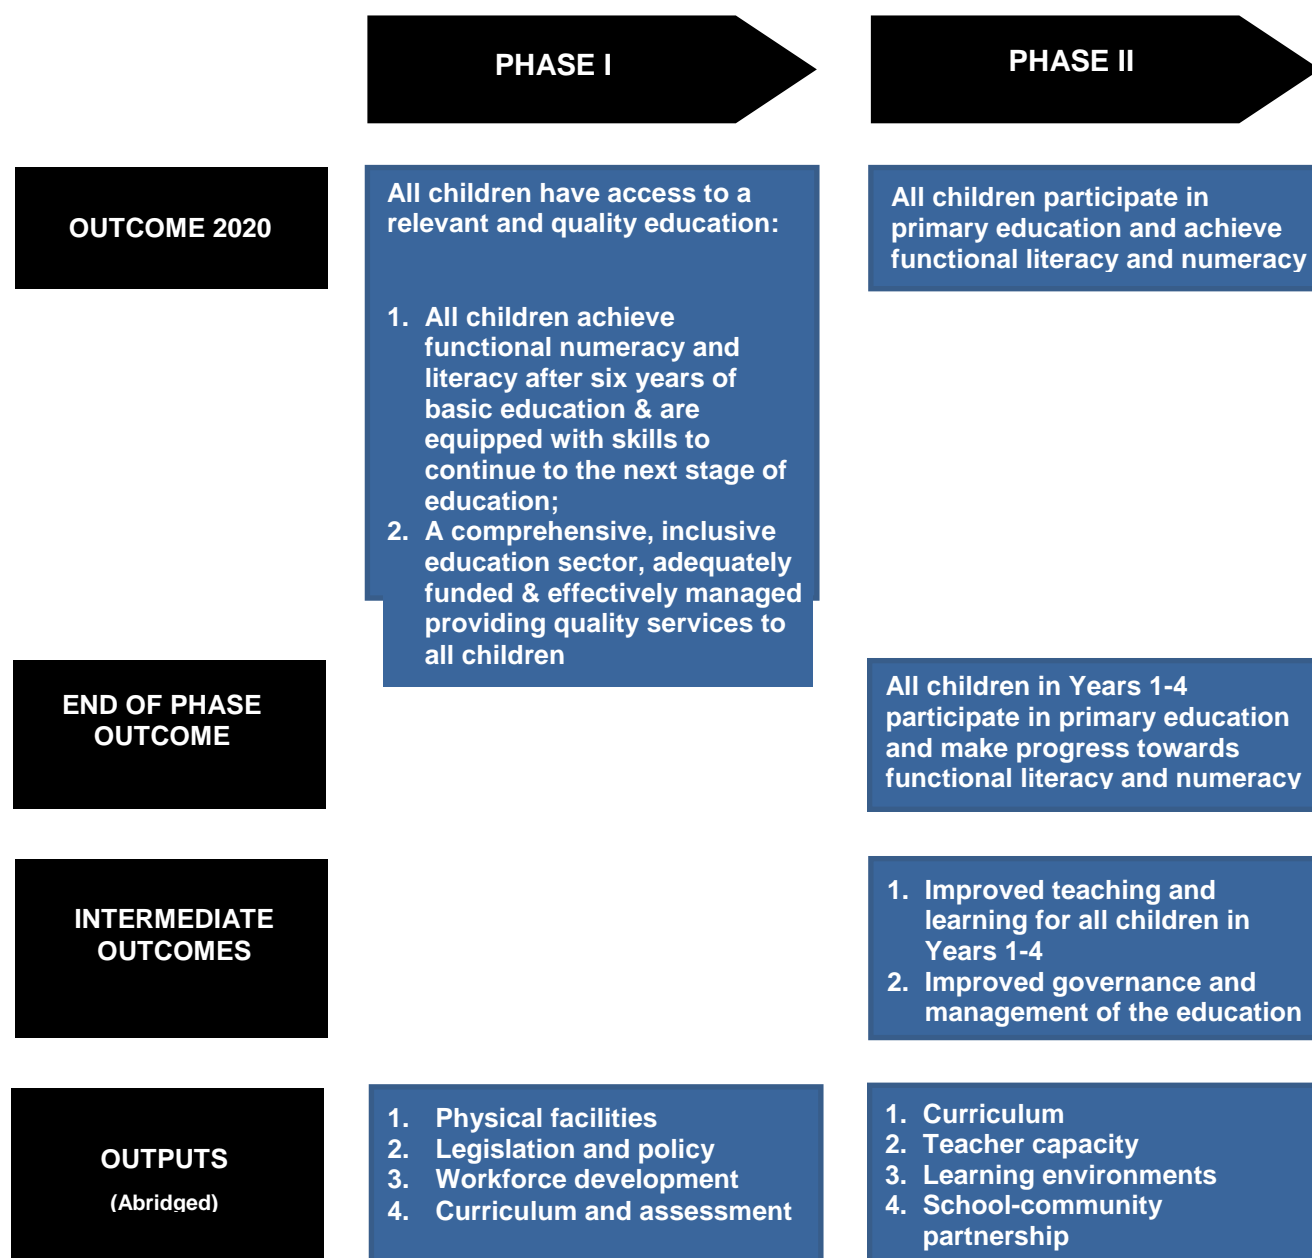 PHASE I
PHASE II
OUTCOME 2020
All children have access to a
relevant and quality education:
1. All children achieve
functional numeracy and
literacy after six years of
basic education & are
equipped with skills to
continue to the next stage of
education;
2. A comprehensive, inclusive
education sector, adequately
funded & effectively managed
providing quality services to
all children
All children participate in
primary education and achieve
functional literacy and numeracy
END OF PHASE
OUTCOME
All children in Years 1-4
participate in primary education
and make progress towards
functional literacy and numeracy
INTERMEDIATE
OUTCOMES
1. Improved teaching and
learning for all children in
Years 1-4
2. Improved governance and
management of the education
OUTPUTS
(Abridged)
1. Physical facilities
2. Legislation and policy
3. Workforce development
4. Curriculum and assessment
1. Curriculum
2. Teacher capacity
3. Learning environments
4. School-community
partnership